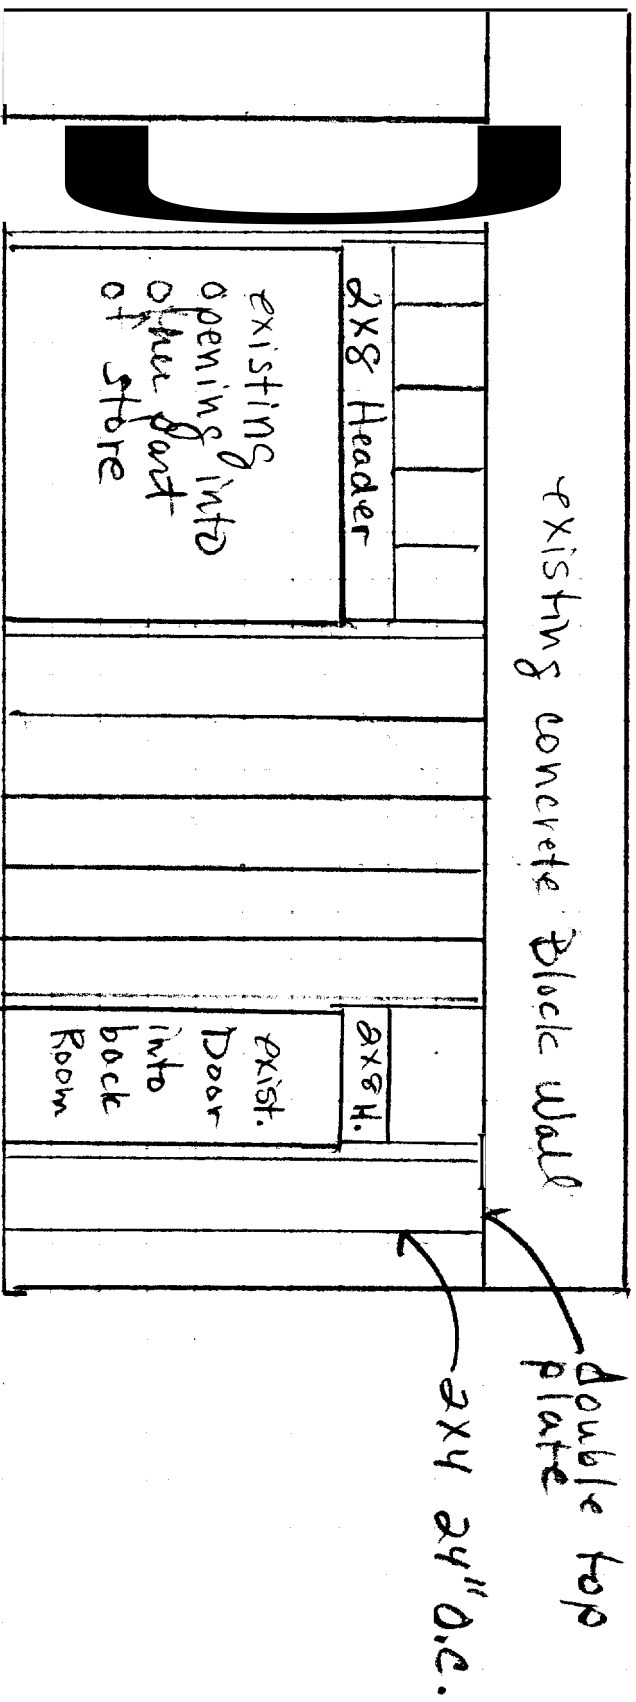 existing concrete Block Wall
double top
plate
2x8 Header
2x8 H.
2x4 24" O.C.
existing
opening into
other part
of store
exist.
Door
into
back
Room